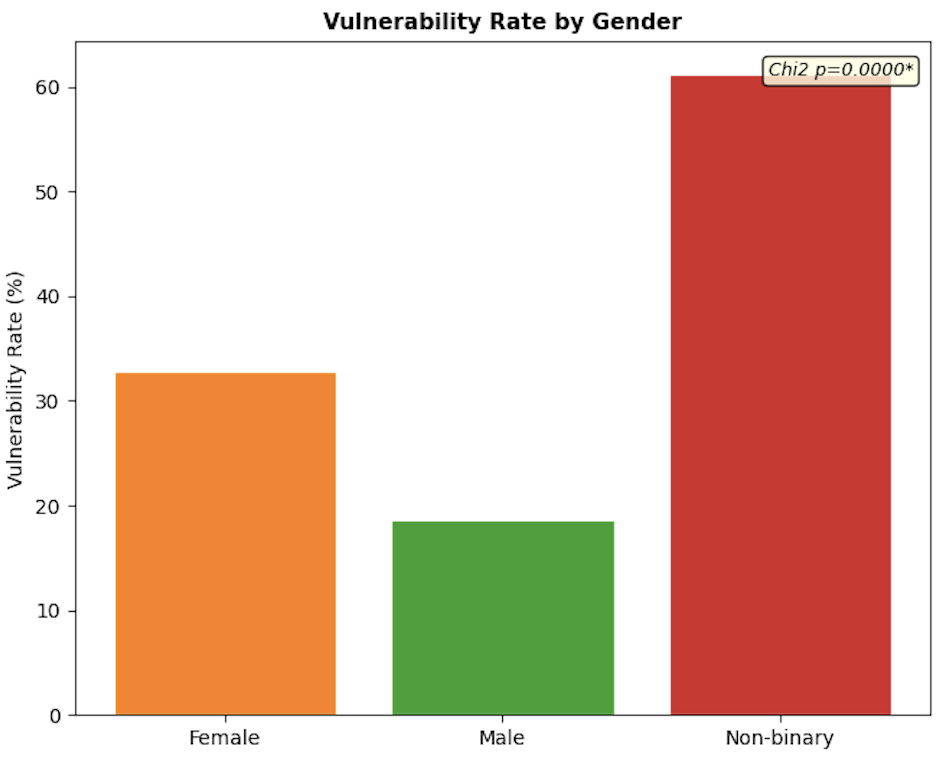 Vulnerability Rate by Gender
Chi2 p=0.0000*
Vulnerability Rate (%)
60
50
40
30
20
10
0
Female
Male
Non-binary